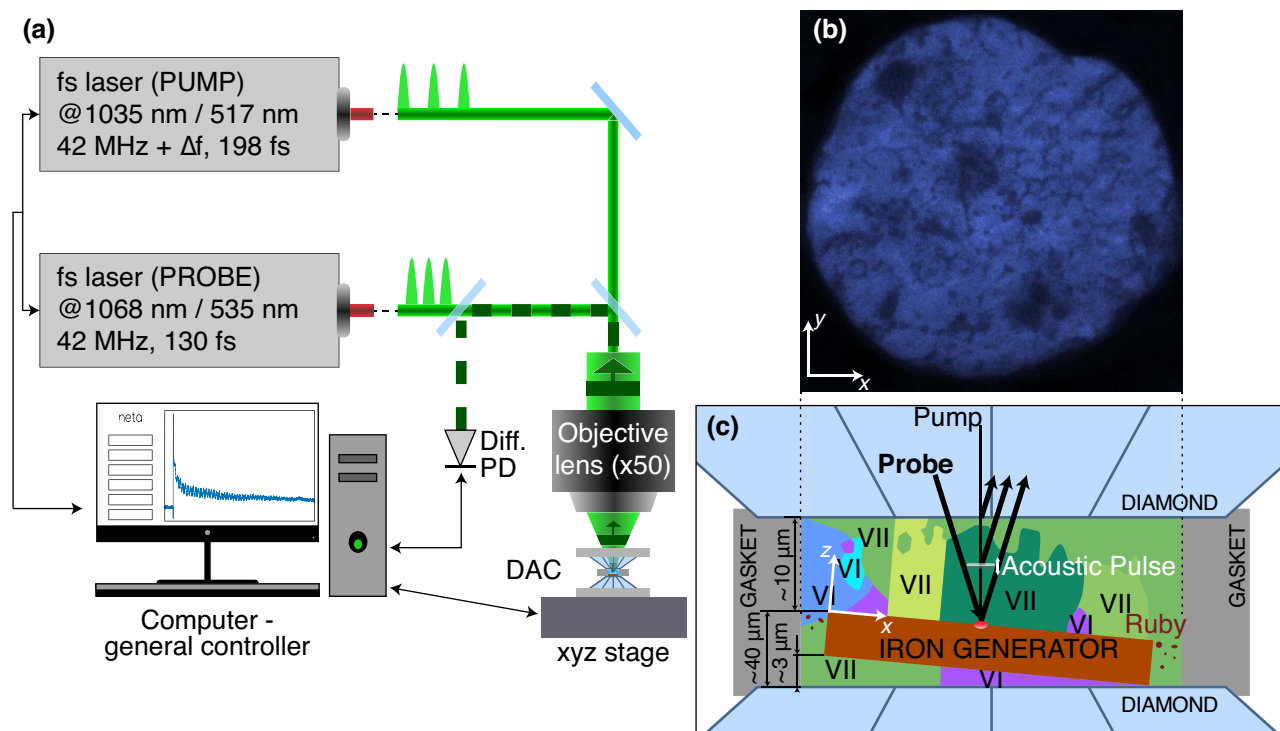 (a)
fs laser (PUMP)
@1035 nm / 517 nm
42 MHz + Δf, 198 fs
fs laser (PROBE)
@1068 nm / 535 nm
42 MHz, 130 fs
neta
Diff.
PD
Objective
lens (x50)
DAC
xyz stage
Computer -
general controller
(b)
y
x
(c)
Pump
Probe
DIAMOND
GASKET
~10 μm
z
VII
VI
VI
VII
Acoustic Pulse
VII
VII
VI
x
Ruby
GASKET
~40 μm
~3 μm
IRON GENERATOR
VII
VI
DIAMOND